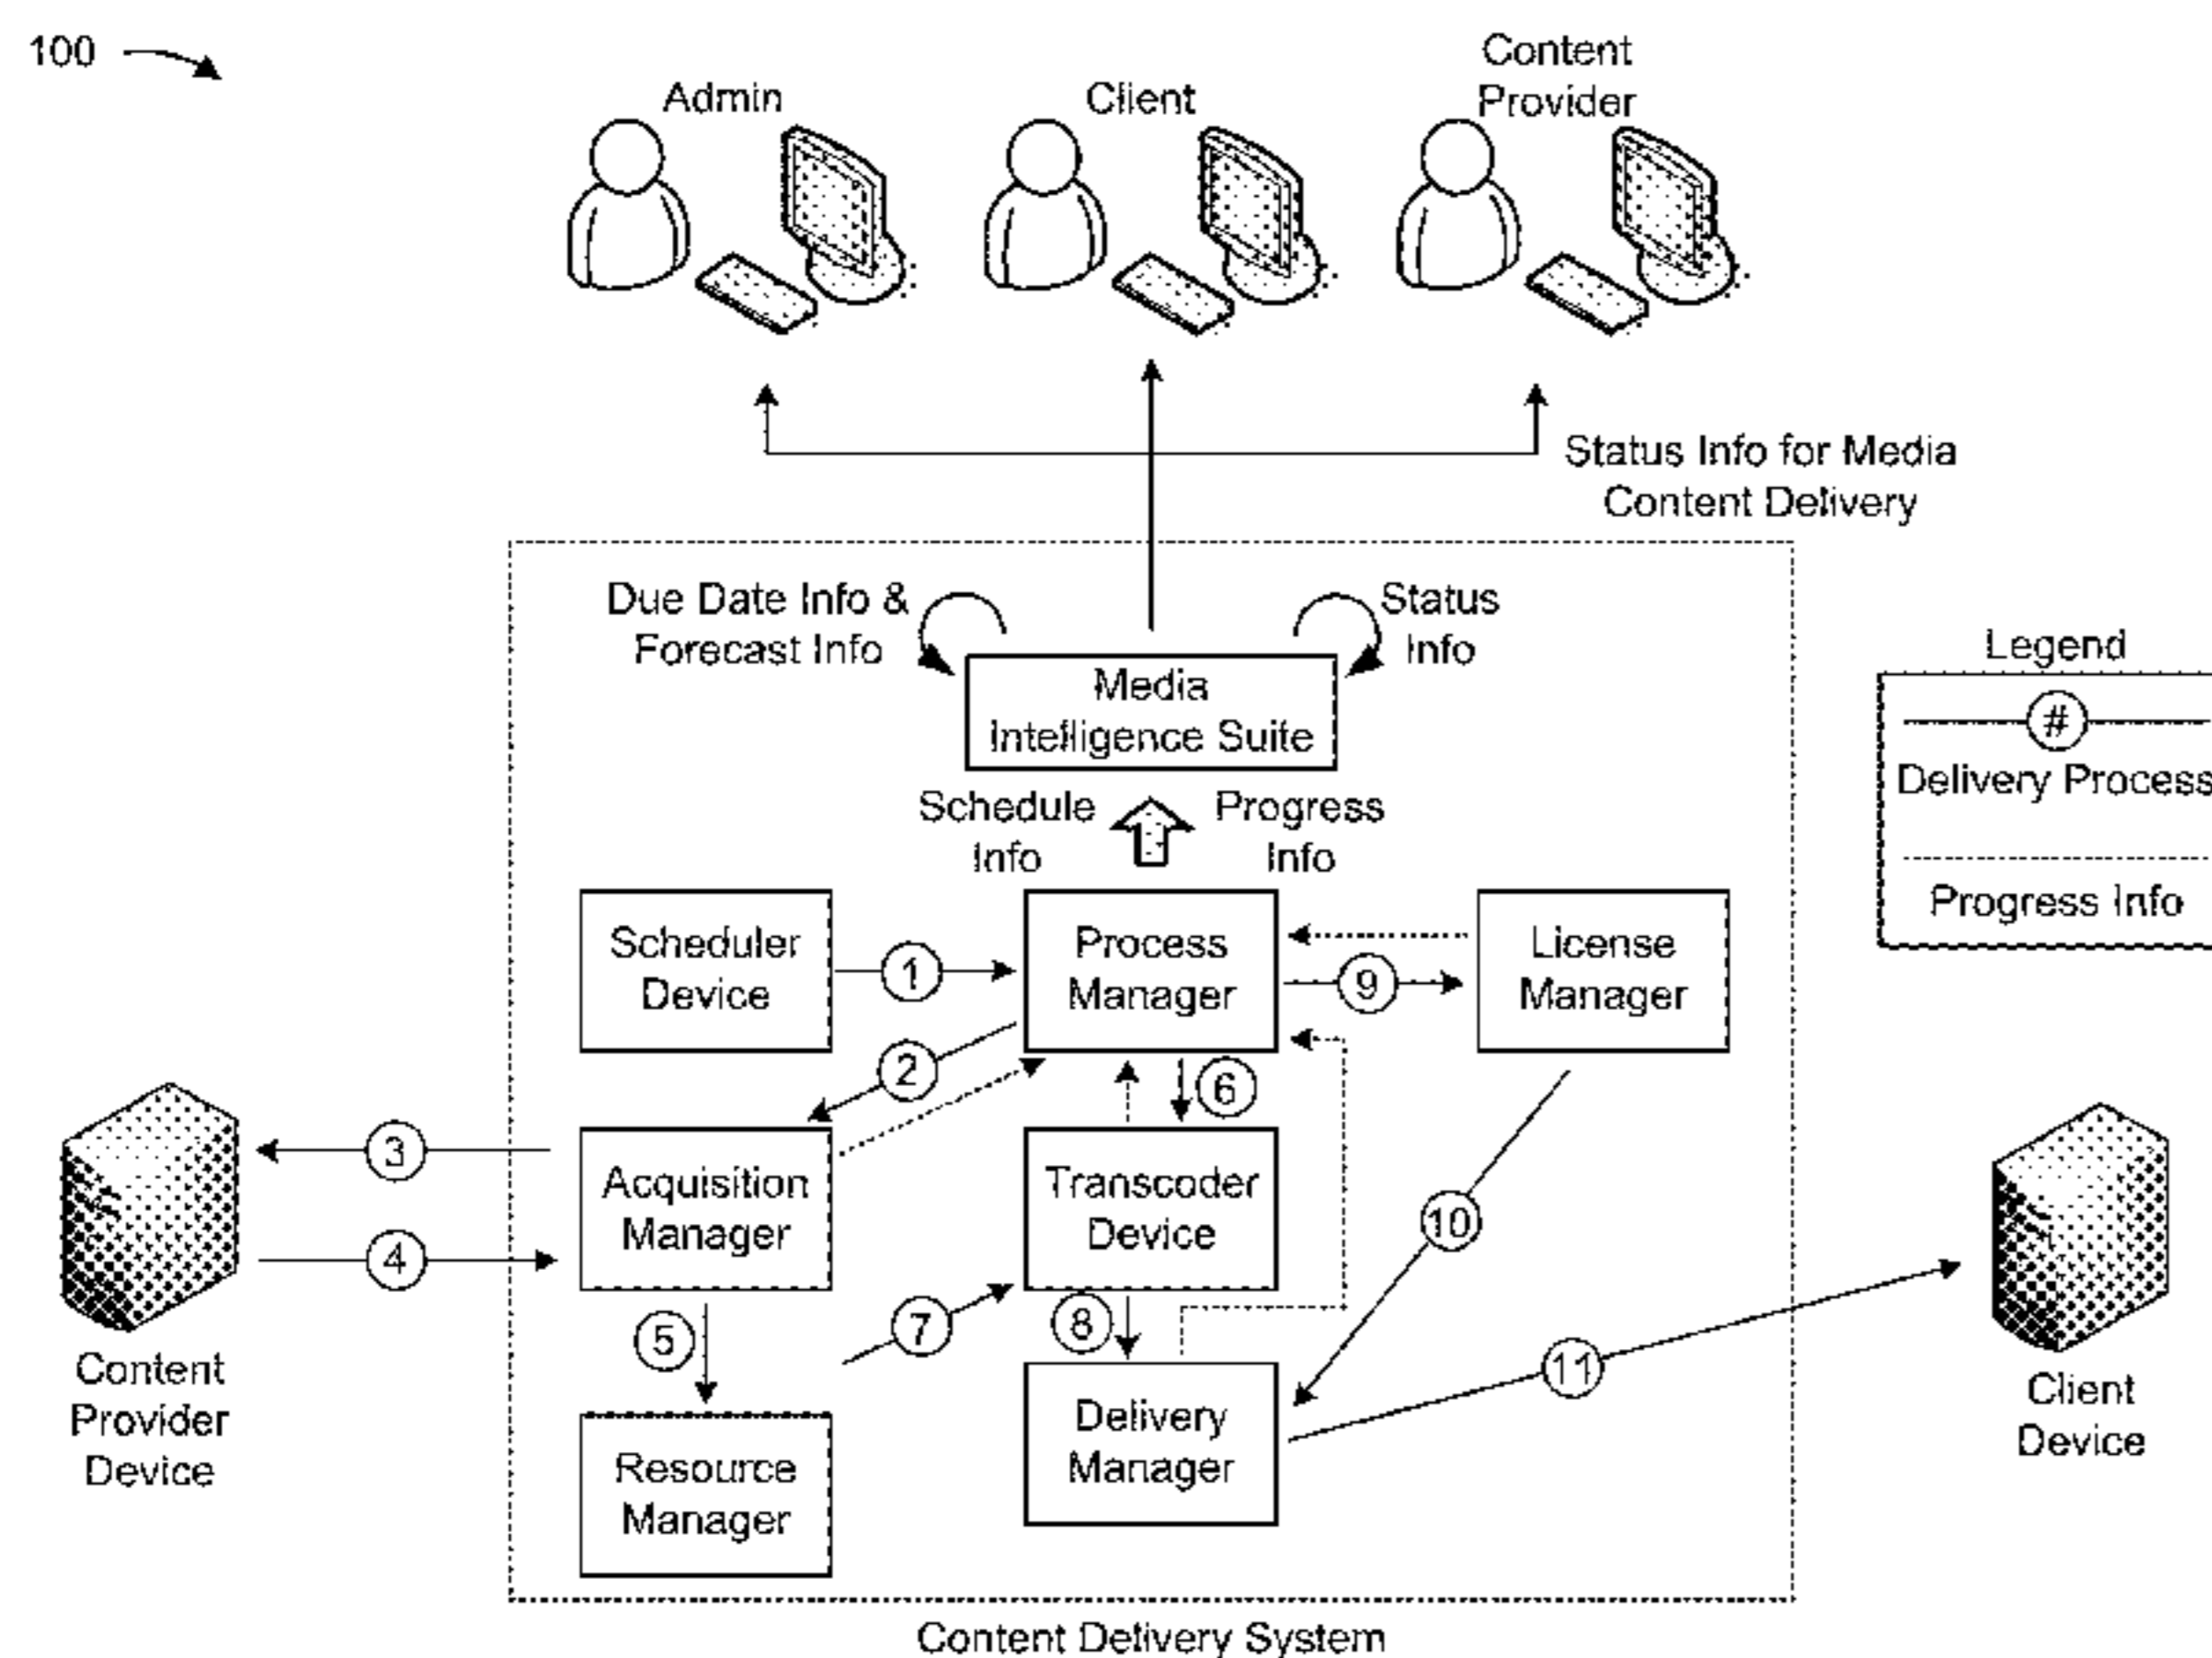 100
Admin
Client
Content
Provider
Status Info for Media
Content Delivery
Due Date Info &
Forecast Info
Status
Info
Media
Intelligence Suite
Legend
#
Delivery Process
Progress Info
Schedule
Info
Progress
Info
Scheduler
Device
1
Process
Manager
9
License
Manager
2
6
3
4
Acquisition
Manager
Transcoder
Device
10
5
7
8
11
Content
Provider
Device
Resource
Manager
Delivery
Manager
Client
Device
Content Delivery System